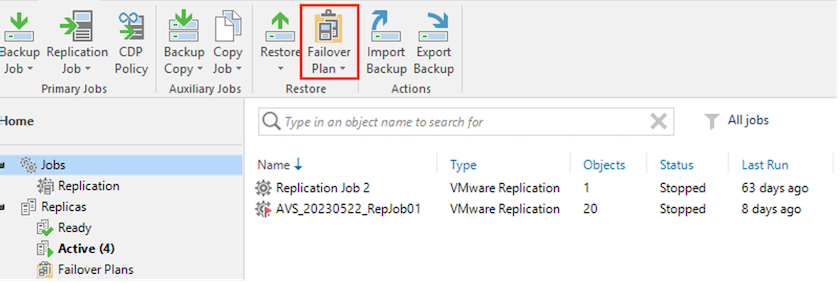 Backup Job
Replication Job
CDP Policy
Backup Copy
Copy Job
Restore
Failover Plan
Import Backup
Export Backup
Primary Jobs
Auxiliary Jobs
Restore
Actions
Home
Type in an object name to search for
All jobs
Jobs
Replication
Replicas
Ready
Active (4)
Failover Plans
Name Type Objects Status Last Run
Replication Job 2 VMware Replication 1 Stopped 63 days ago
AVS_20230522_RepJob01 VMware Replication 20 Stopped 8 days ago